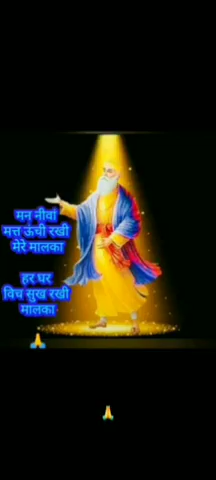 मन नीवां
मत्त ऊंची रखी
मेरे मालका
हर घर
विच सुख रखी
मालका
🙏
🙏